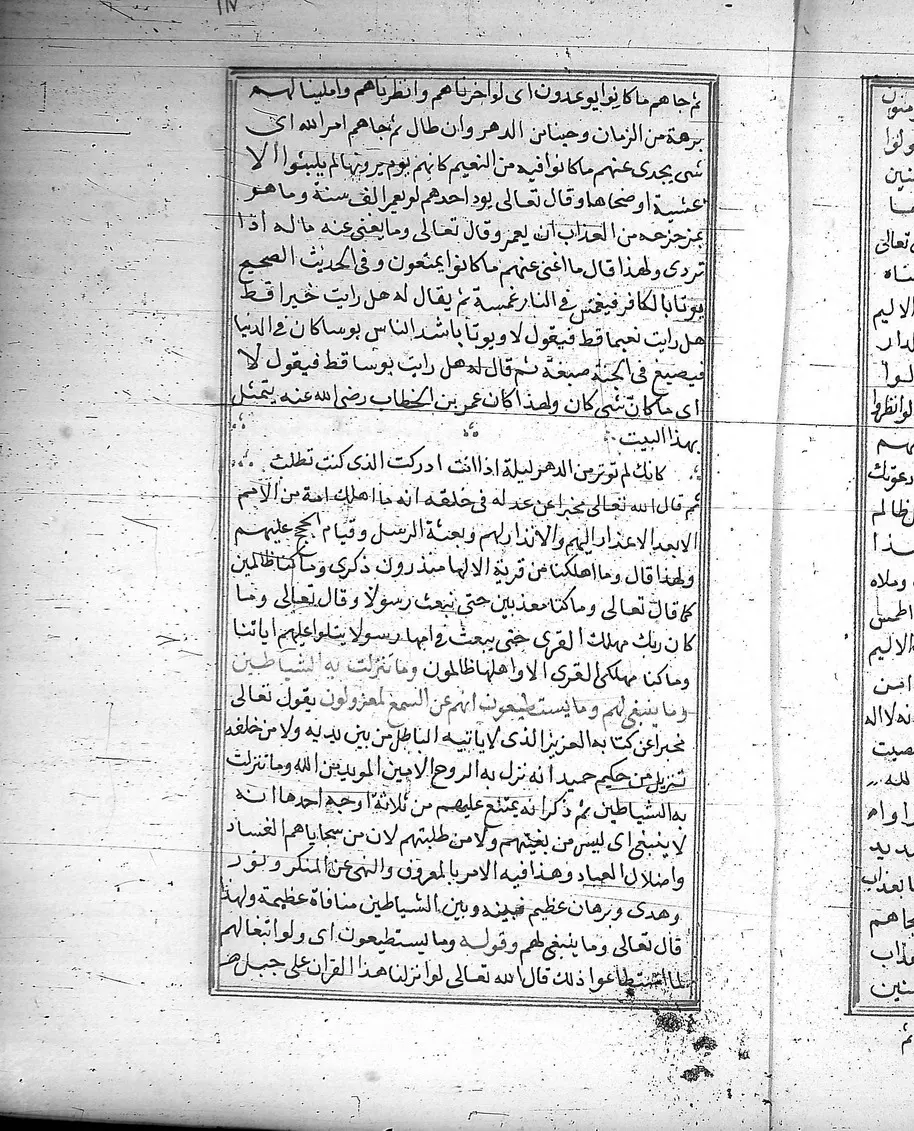 ثم جاهم ما كانوا يوعدون اى لو اخرناهم وانظرناهم واملينا لهم
برهة من الزمان وحينا من الدهر وان طال ثم جاهم امر الله اى
شى يجدى عنهم ما كانوا فيه من النعيم كانهم يوم يرونها لم يلبثوا الا
عشية او ضحاها وقال تعالى يود احدهم لو يعمر الف سنة وما هو
بمزحزحه من العذاب ان يعمر وقال تعالى وما يغنى عنه ماله اذا
تردى ولهذا قال ما اغنى عنهم ما كانوا يمتعون وفى الحديث الصحيح
يوتا بالكافر فيغمس فى النار غمسة ثم يقال له هل رايت خيرا قط
هل رايت نعيما قط فيقول لا ويوتا باشد الناس بوسا كان فى الدنيا
فيصبغ فى الجنة صبغة ثم قال له هل رايت بوسا قط فيقول لا
اى ما كان شى كان ولهذا كان عمر بن الخطاب رضى الله عنه يتمثل
بهذا البيت
كانك لم توتر من الدهر ليلة اذا انت ادركت الذى كنت تطلب
ثم قال الله تعالى مخبرا عن عدله فى خلقه انه ما اهلك امة من الامم
الا بعد الاعذار اليهم والانذار لهم وبعثة الرسل وقيام الحجج عليهم
ولهذا قال وما اهلكنا من قرية الا لها منذرون ذكرى وما كنا ظالمين
كما قال تعالى وما كنا معذبين حتى نبعث رسولا وقال تعالى وما
كان ربك مهلك القرى حتى يبعث فى امها رسولا يتلوا عليهم اياتنا
وما كنا مهلكى القرى الا واهلها ظالمون وما تنزلت به الشياطين
وما ينبغى لهم وما يستطيعون انهم عن السمع لمعزولون يقول تعالى
مخبرا عن كتابه العزيز الذى لا ياتيه الباطل من بين يديه ولا من خلفه
تنزيل من حكيم حميد انه نزل به الروح الامين المويد من الله وما تنزلت
به الشياطين ثم ذكر انه يمتنع عليهم من ثلاثة اوجه احدها انه
لا ينبغى اى ليس من بغيتهم ولا من طلبتهم لان من سجاياهم الفساد
واضلال العباد وهذا فيه الامر بالمعروف والنهى عن المنكر ونور
وهدى وبرهان عظيم فبينه وبين الشياطين منافاة عظيمة ولهذا
قال تعالى وما ينبغى لهم وقوله وما يستطيعون اى ولو انبغا لهم
لما استطاعوا ذلك قال الله تعالى لو انزلنا هذا القران على جبل